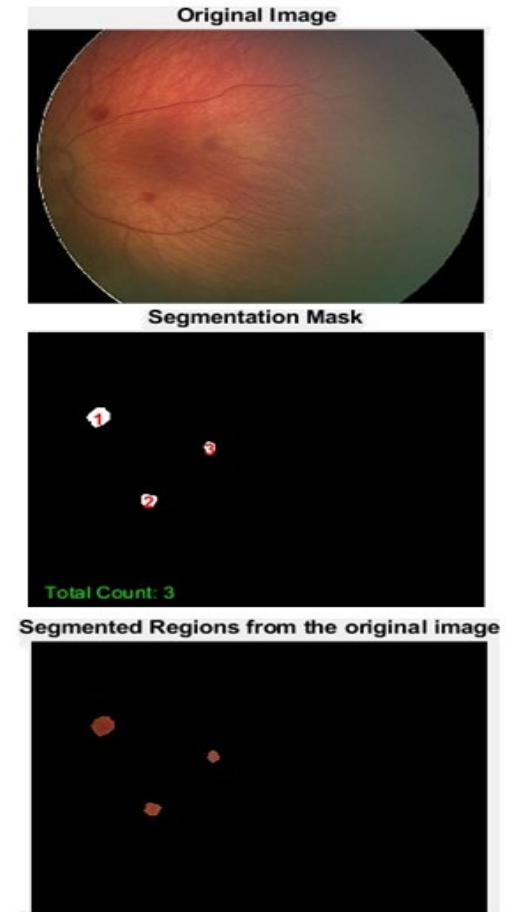 Original Image
Segmentation Mask
1
3
2
Total Count: 3
Segmented Regions from the original image